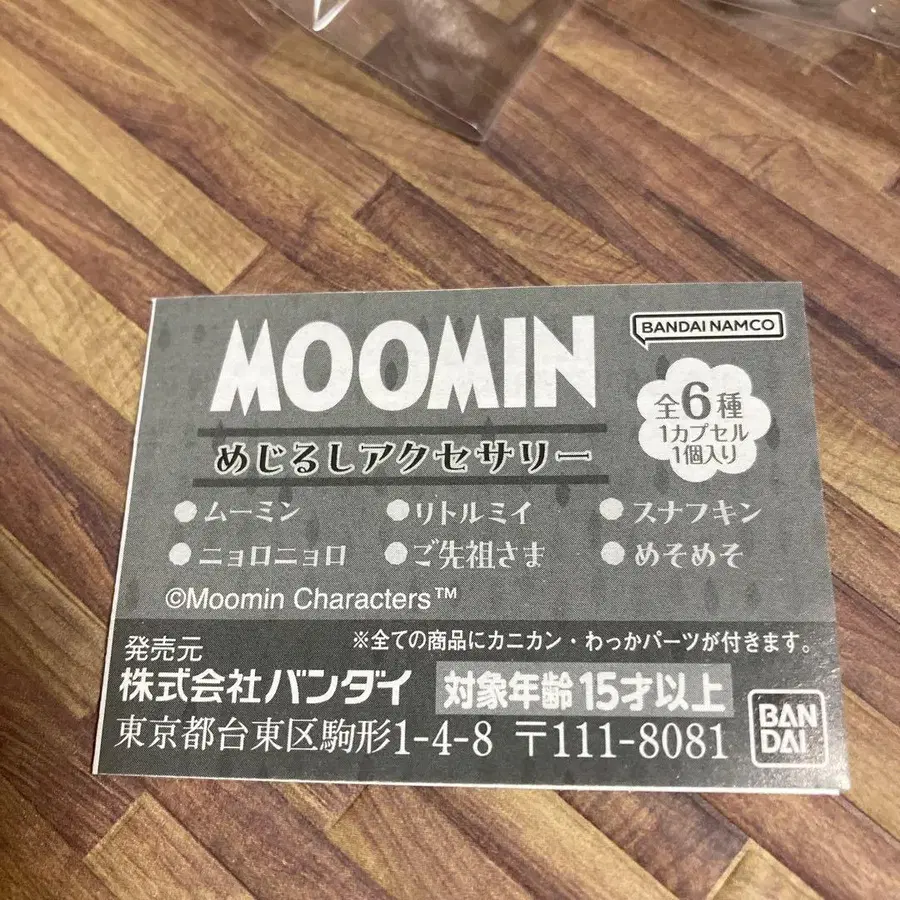 MOOMIN
BANDAI NAMCO
めじるしアクセサリー
全6種
1カプセル
1個入り
●ムーミン ●リトルミイ ●スナフキン
●ニョロニョロ ●ご先祖さま ●めそめそ
©Moomin Characters™
※全ての商品にカニカン・わっかパーツが付きます。
発売元
株式会社バンダイ 対象年齢 15才以上
東京都台東区駒形1-4-8 〒111-8081
BAN
DAI